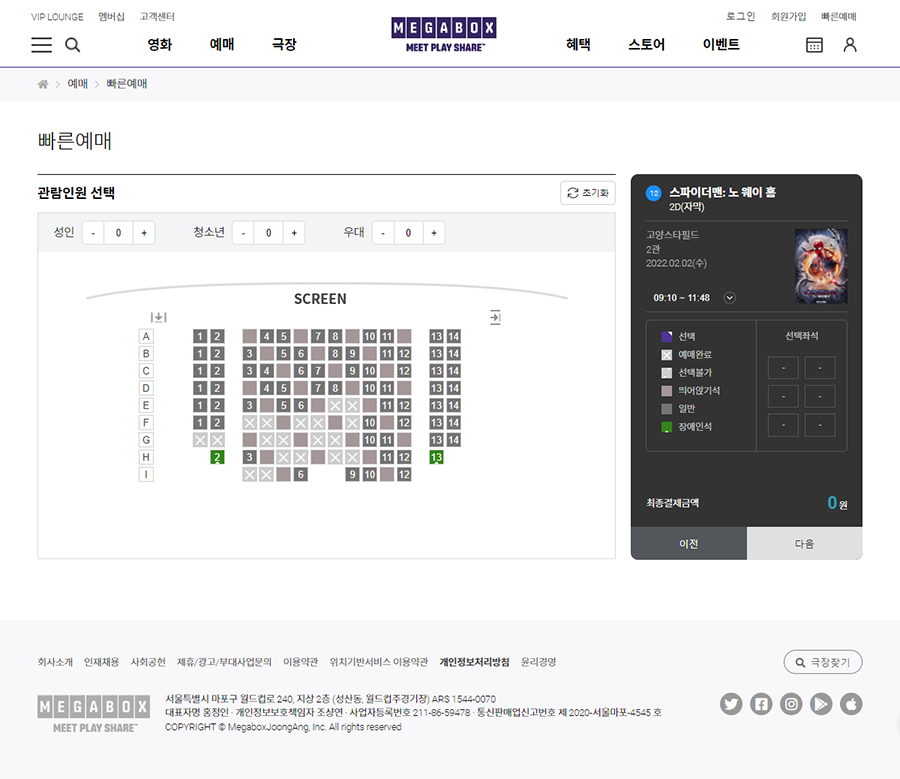 VIP LOUNGE 멤버십 고객센터
로그인 회원가입 빠른예매
MEGABOX
MEET PLAY SHARE™
영화 예매 극장
혜택 스토어 이벤트
예매 > 빠른예매
빠른예매
관람인원 선택
초기화
성인 - 0 +
청소년 - 0 +
우대 - 0 +
SCREEN
A 1 2 4 5 7 8 10 11 13 14
B 1 2 3 5 6 8 9 11 12 13 14
C 1 2 3 4 6 7 9 10 12 13 14
D 1 2 4 5 7 8 10 11 13 14
E 1 2 3 5 6 11 12 13 14
F 1 2 10 12 13 14
G 10 11 13 14
H 2 3 11 12 13
I 6 9 10 12
12 스파이더맨: 노 웨이 홈
2D(자막)
고양스타필드
2관
2022.02.02(수)
09:10 ~ 11:48
선택
예매완료
선택불가
띄어앉기석
일반
장애인석
선택좌석
- -
- -
- -
최종결제금액 0 원
이전 다음
회사소개 인재채용 사회공헌 제휴/광고/부대사업문의 이용약관 위치기반서비스 이용약관 개인정보처리방침 윤리경영
극장찾기
MEGABOX
MEET PLAY SHARE™
서울특별시 마포구 월드컵로 240, 지상 2층 (성산동, 월드컵주경기장) ARS 1544-0070
대표자명 홍정인 · 개인정보보호책임자 조상연 · 사업자등록번호 211-86-59478 · 통신판매업신고번호 제 2020-서울마포-4545 호
COPYRIGHT © MegaboxJoongAng, Inc. All rights reserved